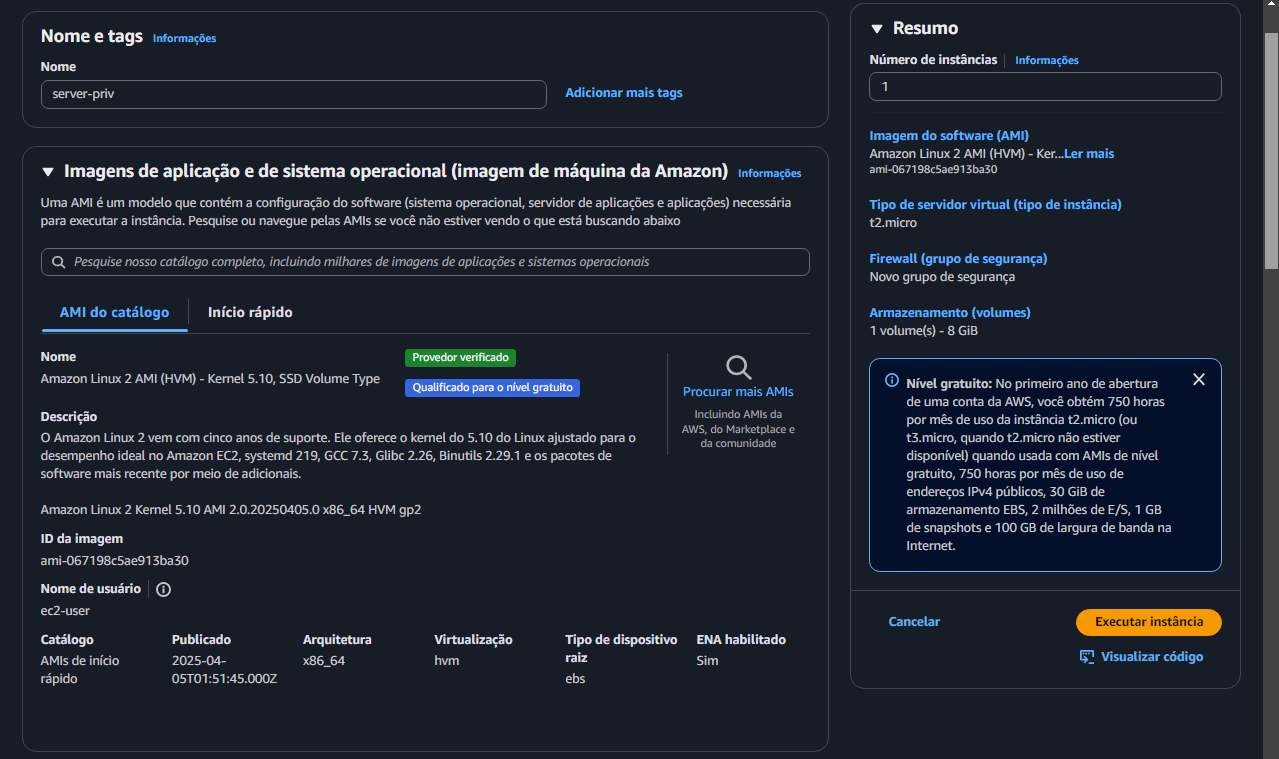 Nome e tags Informações
Nome
server-priv
Adicionar mais tags
Imagens de aplicação e de sistema operacional (imagem de máquina da Amazon) Informações
Uma AMI é um modelo que contém a configuração do software (sistema operacional, servidor de aplicações e aplicações) necessária
para executar a instância. Pesquise ou navegue pelas AMIs se você não estiver vendo o que está buscando abaixo
Pesquise nosso catálogo completo, incluindo milhares de imagens de aplicações e sistemas operacionais
AMI do catálogo
Início rápido
Nome
Amazon Linux 2 AMI (HVM) - Kernel 5.10, SSD Volume Type
Provedor verificado
Qualificado para o nível gratuito
Descrição
O Amazon Linux 2 vem com cinco anos de suporte. Ele oferece o kernel do 5.10 do Linux ajustado para o
desempenho ideal no Amazon EC2, systemd 219, GCC 7.3, Glibc 2.26, Binutils 2.29.1 e os pacotes de
software mais recente por meio de adicionais.
Amazon Linux 2 Kernel 5.10 AMI 2.0.20250405.0 x86_64 HVM gp2
Procurar mais AMIs
Incluindo AMIs da
AWS, do Marketplace e
da comunidade
ID da imagem
ami-067198c5ae913ba30
Nome de usuário
ec2-user
Catálogo
AMIs de início
rápido
Publicado
2025-04-
05T01:51:45.000Z
Arquitetura
x86_64
Virtualização
hvm
Tipo de dispositivo
raiz
ebs
ENA habilitado
Sim
Resumo
Número de instâncias Informações
1
Imagem do software (AMI)
Amazon Linux 2 AMI (HVM) - Ker...Ler mais
ami-067198c5ae913ba30
Tipo de servidor virtual (tipo de instância)
t2.micro
Firewall (grupo de segurança)
Novo grupo de segurança
Armazenamento (volumes)
1 volume(s) - 8 GiB
Nível gratuito: No primeiro ano de abertura
de uma conta da AWS, você obtém 750 horas
por mês de uso da instância t2.micro (ou
t3.micro, quando t2.micro não estiver
disponível) quando usada com AMIs de nível
gratuito, 750 horas por mês de uso de
endereços IPv4 públicos, 30 GiB de
armazenamento EBS, 2 milhões de E/S, 1 GB
de snapshots e 100 GB de largura de banda na
Internet.
Cancelar
Executar instância
Visualizar código